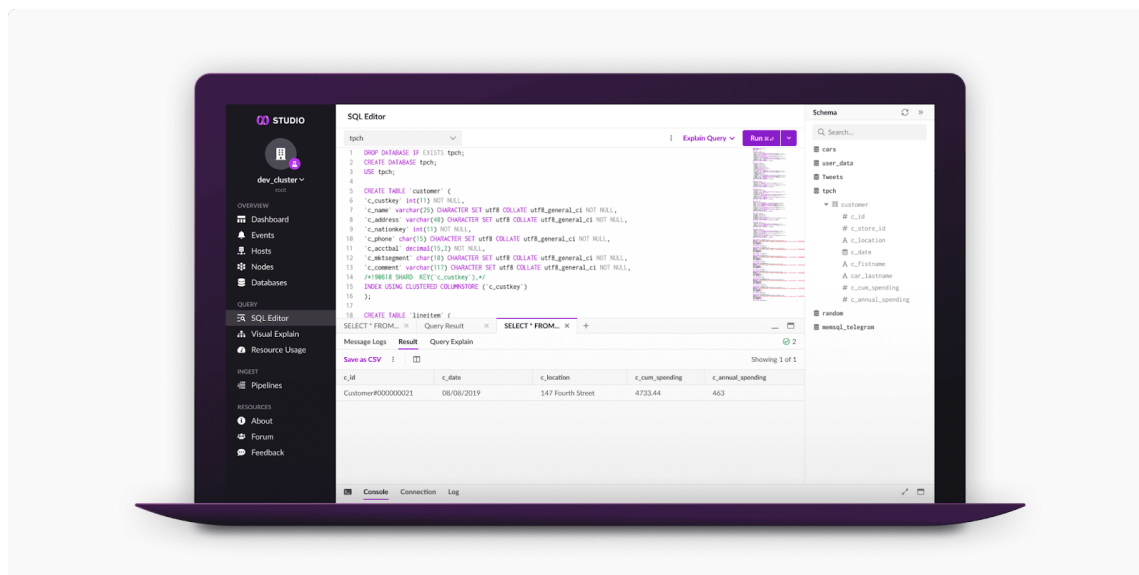 STUDIO
dev_cluster
root
OVERVIEW
Dashboard
Events
Hosts
Nodes
Databases
QUERY
SQL Editor
Visual Explain
Resource Usage
INGEST
Pipelines
RESOURCES
About
Forum
Feedback
SQL Editor
tpch
Explain Query
Run
1 DROP DATABASE IF EXISTS tpch;
2 CREATE DATABASE tpch;
3 USE tpch;
4
5 CREATE TABLE `customer` (
6 `c_custkey` int(11) NOT NULL,
7 `c_name` varchar(25) CHARACTER SET utf8 COLLATE utf8_general_ci NOT NULL,
8 `c_address` varchar(40) CHARACTER SET utf8 COLLATE utf8_general_ci NOT NULL,
9 `c_nationkey` int(11) NOT NULL,
10 `c_phone` char(15) CHARACTER SET utf8 COLLATE utf8_general_ci NOT NULL,
11 `c_acctbal` decimal(15,2) NOT NULL,
12 `c_mktsegment` char(10) CHARACTER SET utf8 COLLATE utf8_general_ci NOT NULL,
13 `c_comment` varchar(117) CHARACTER SET utf8 COLLATE utf8_general_ci NOT NULL,
14 /*!90618 SHARD KEY(`c_custkey`),*/
15 INDEX USING CLUSTERED COLUMNSTORE (`c_custkey`)
16 );
17
18 CREATE TABLE `lineitem` (
SELECT * FROM... × Query Result × SELECT * FROM... × +
Message Logs Result Query Explain 2
Save as CSV Showing 1 of 1
c_id c_date c_location c_cum_spending c_annual_spending
Customer#000000021 08/08/2019 147 Fourth Street 4733.44 463
Console Connection Log
Schema
Search...
cars
user_data
Tweets
tpch
customer
# c_id
# c_store_id
A c_location
c_date
A c_fistname
A car_lastname
# c_cum_spending
# c_annual_spending
random
memsql_telegram